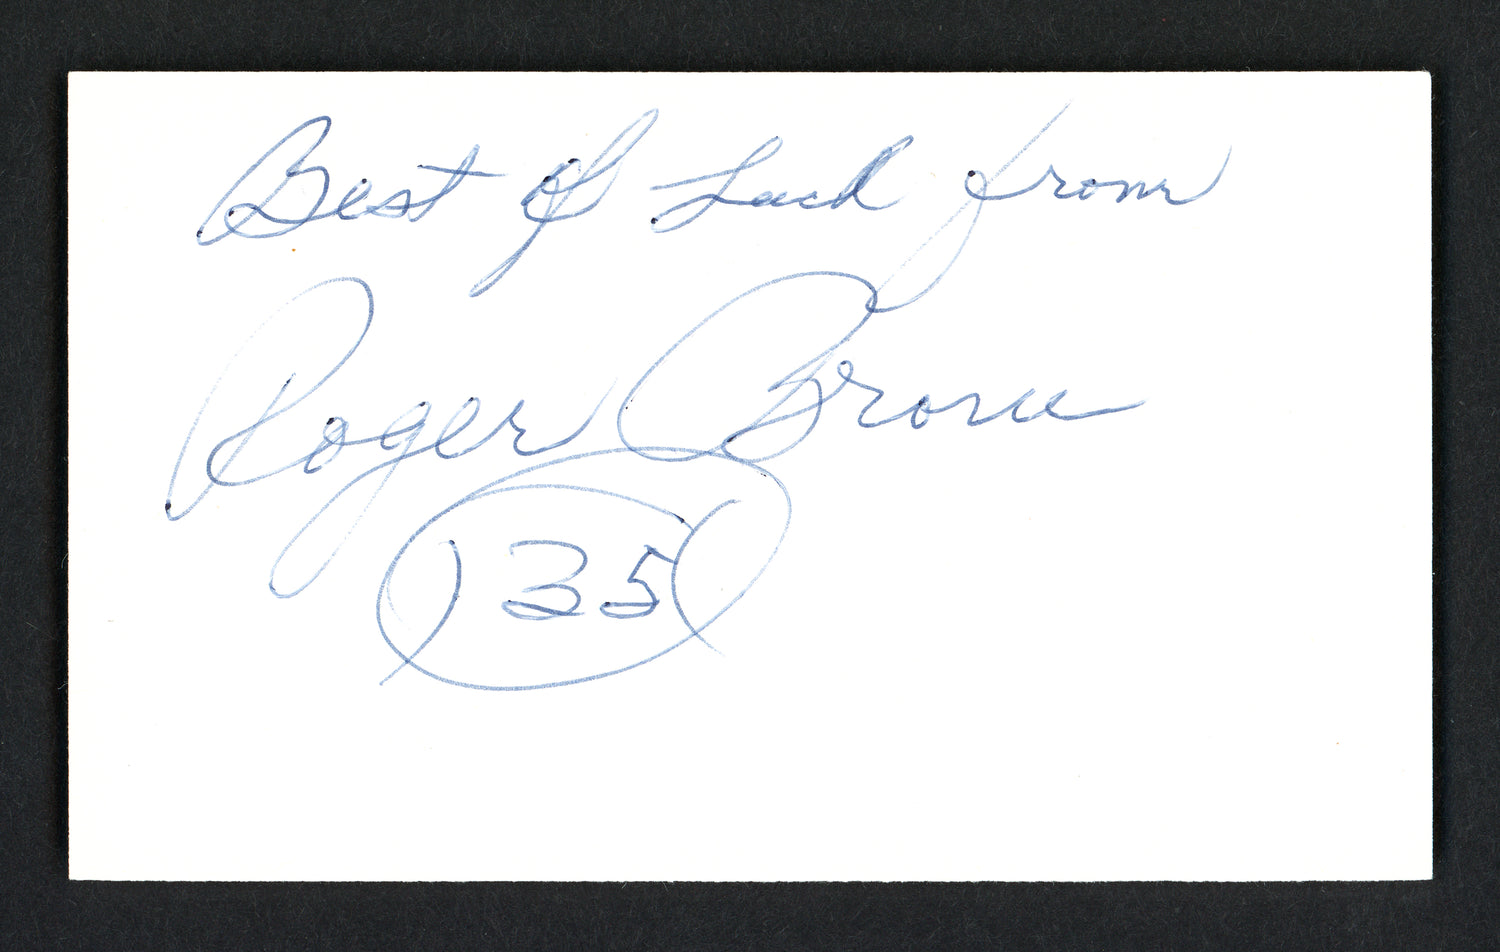 Best of Luck from
Roger Brown
35